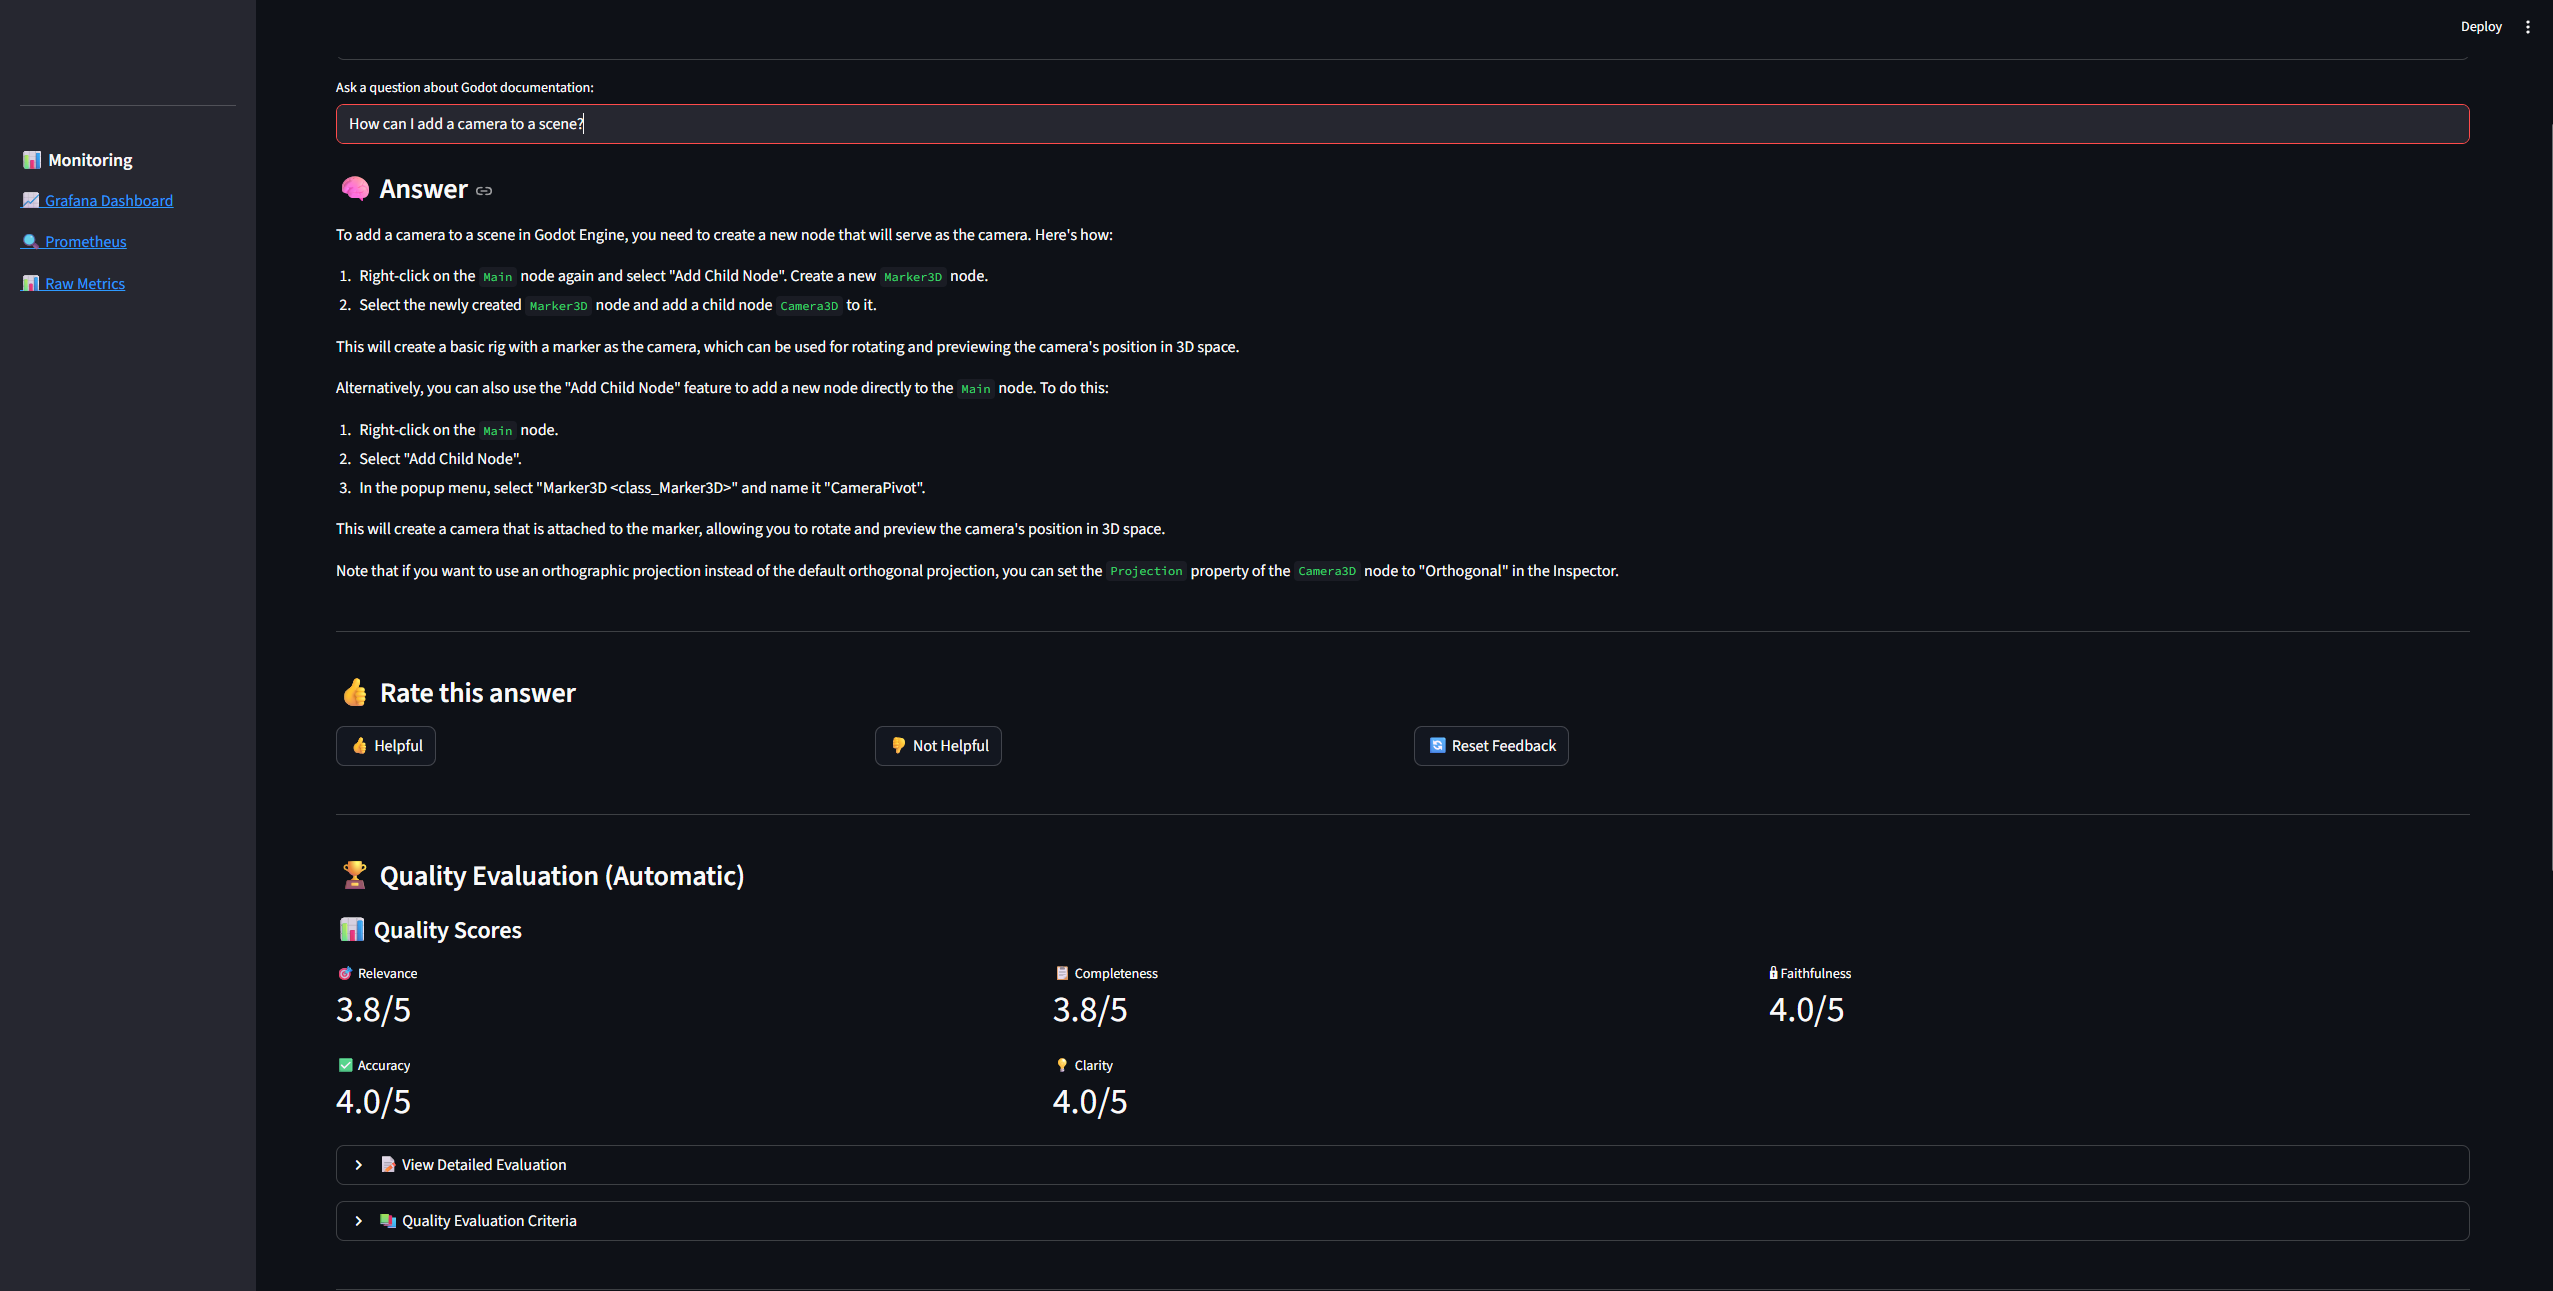 Deploy
📊 Monitoring
📈 Grafana Dashboard
🔍 Prometheus
📊 Raw Metrics
Ask a question about Godot documentation:
How can I add a camera to a scene?
🧠 Answer
To add a camera to a scene in Godot Engine, you need to create a new node that will serve as the camera. Here's how:
1. Right-click on the Main node again and select "Add Child Node". Create a new Marker3D node.
2. Select the newly created Marker3D node and add a child node Camera3D to it.
This will create a basic rig with a marker as the camera, which can be used for rotating and previewing the camera's position in 3D space.
Alternatively, you can also use the "Add Child Node" feature to add a new node directly to the Main node. To do this:
1. Right-click on the Main node.
2. Select "Add Child Node".
3. In the popup menu, select "Marker3D <class_Marker3D>" and name it "CameraPivot".
This will create a camera that is attached to the marker, allowing you to rotate and preview the camera's position in 3D space.
Note that if you want to use an orthographic projection instead of the default orthogonal projection, you can set the Projection property of the Camera3D node to "Orthogonal" in the Inspector.
👍 Rate this answer
👍 Helpful
👎 Not Helpful
🔄 Reset Feedback
🏆 Quality Evaluation (Automatic)
📊 Quality Scores
🎯 Relevance
3.8/5
📋 Completeness
3.8/5
🔒 Faithfulness
4.0/5
✅ Accuracy
4.0/5
💡 Clarity
4.0/5
📝 View Detailed Evaluation
📚 Quality Evaluation Criteria